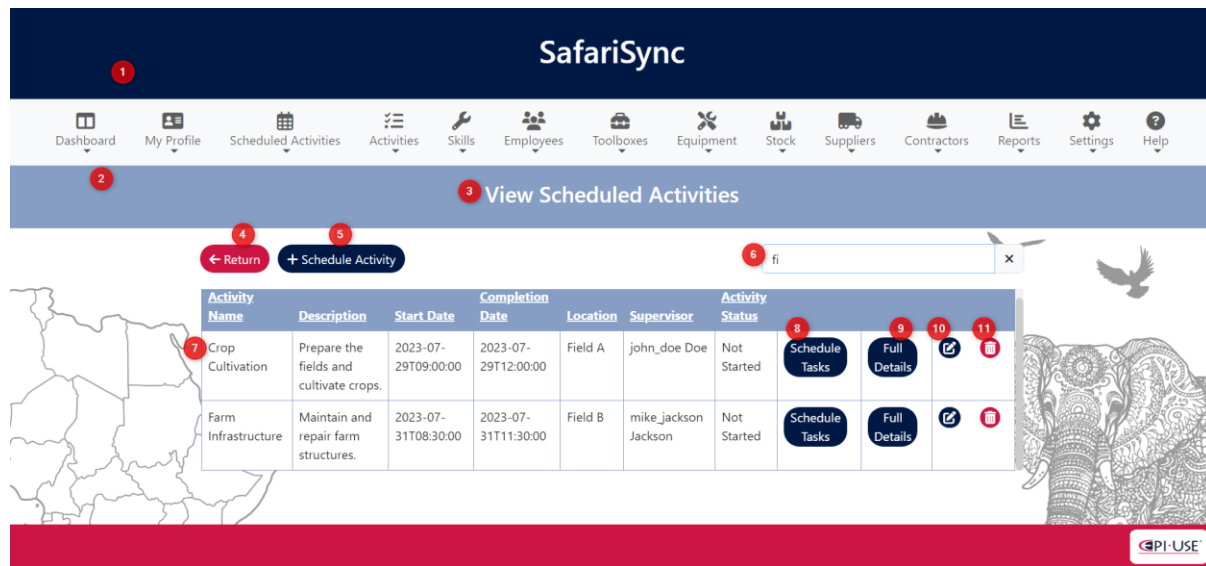 SafariSync
1
Dashboard My Profile Scheduled Activities Activities Skills Employees Toolboxes Equipment Stock Suppliers Contractors Reports Settings Help
2
3 View Scheduled Activities
4 5
← Return + Schedule Activity 6 fi ×
Activity Completion Activity
Name Description Start Date Date Location Supervisor Status
8 9 10 11
7 Crop Prepare the 2023-07- 2023-07- Field A john_doe Doe Not Schedule Full
Cultivation fields and 29T09:00:00 29T12:00:00 Started Tasks Details
cultivate crops.
Farm Maintain and 2023-07- 2023-07- Field B mike_jackson Not Schedule Full
Infrastructure repair farm 31T08:30:00 31T11:30:00 Jackson Started Tasks Details
structures.
EPI-USE